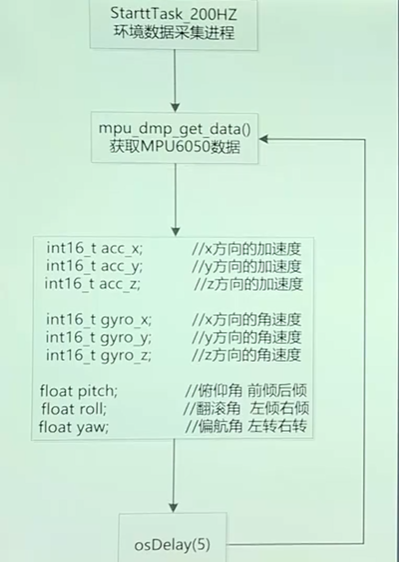 StarttTask_200HZ
环境数据采集进程
mpu_dmp_get_data()
获取MPU6050数据
int16_t acc_x; //x方向的加速度
int16_t acc_y; //y方向的加速度
int16_t acc_z; //z方向的加速度
int16_t gyro_x; //x方向的角速度
int16_t gyro_y; //y方向的角速度
int16_t gyro_z; //z方向的角速度
float pitch; //俯仰角 前倾后倾
float roll; //翻滚角 左倾右倾
float yaw; //偏航角 左转右转
osDelay(5)